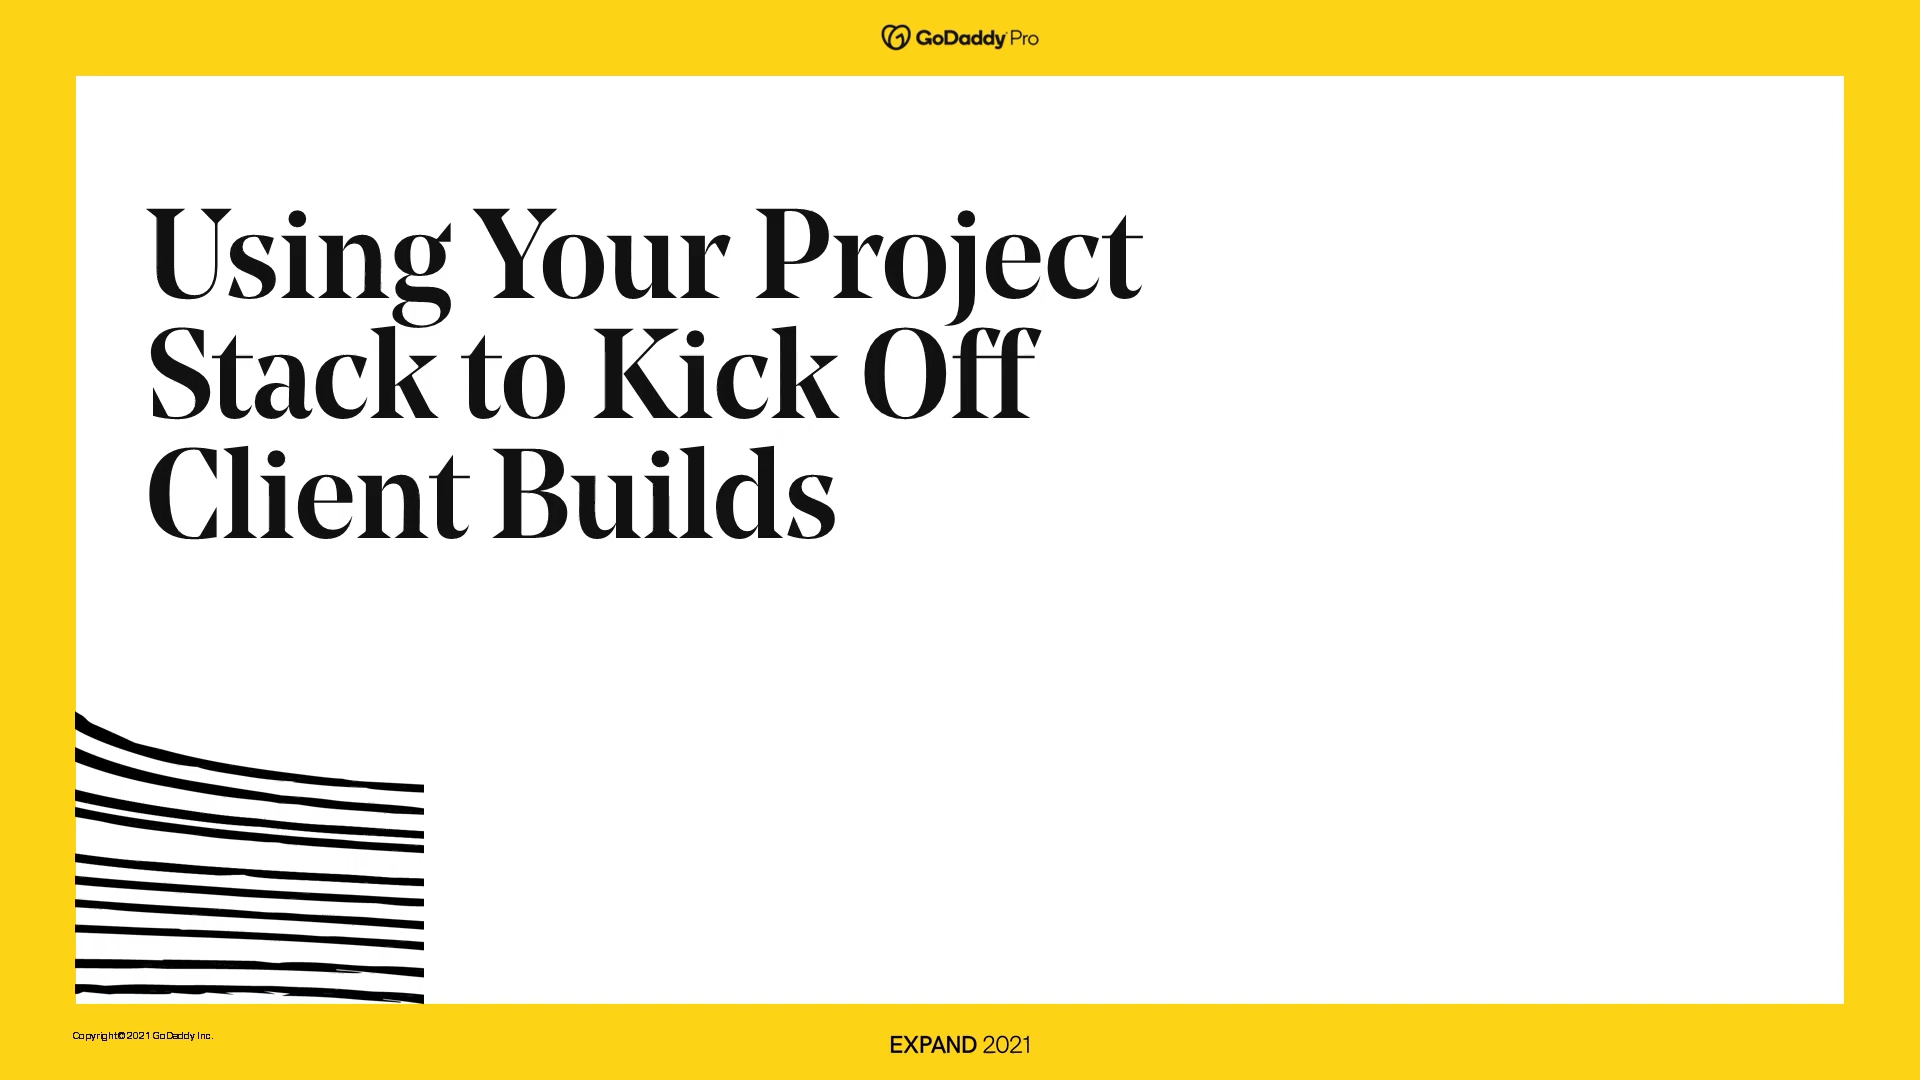 GoDaddy Pro
Using Your Project
Stack to Kick Off
Client Builds
Copyright© 2021 GoDaddy Inc.
EXPAND 2021